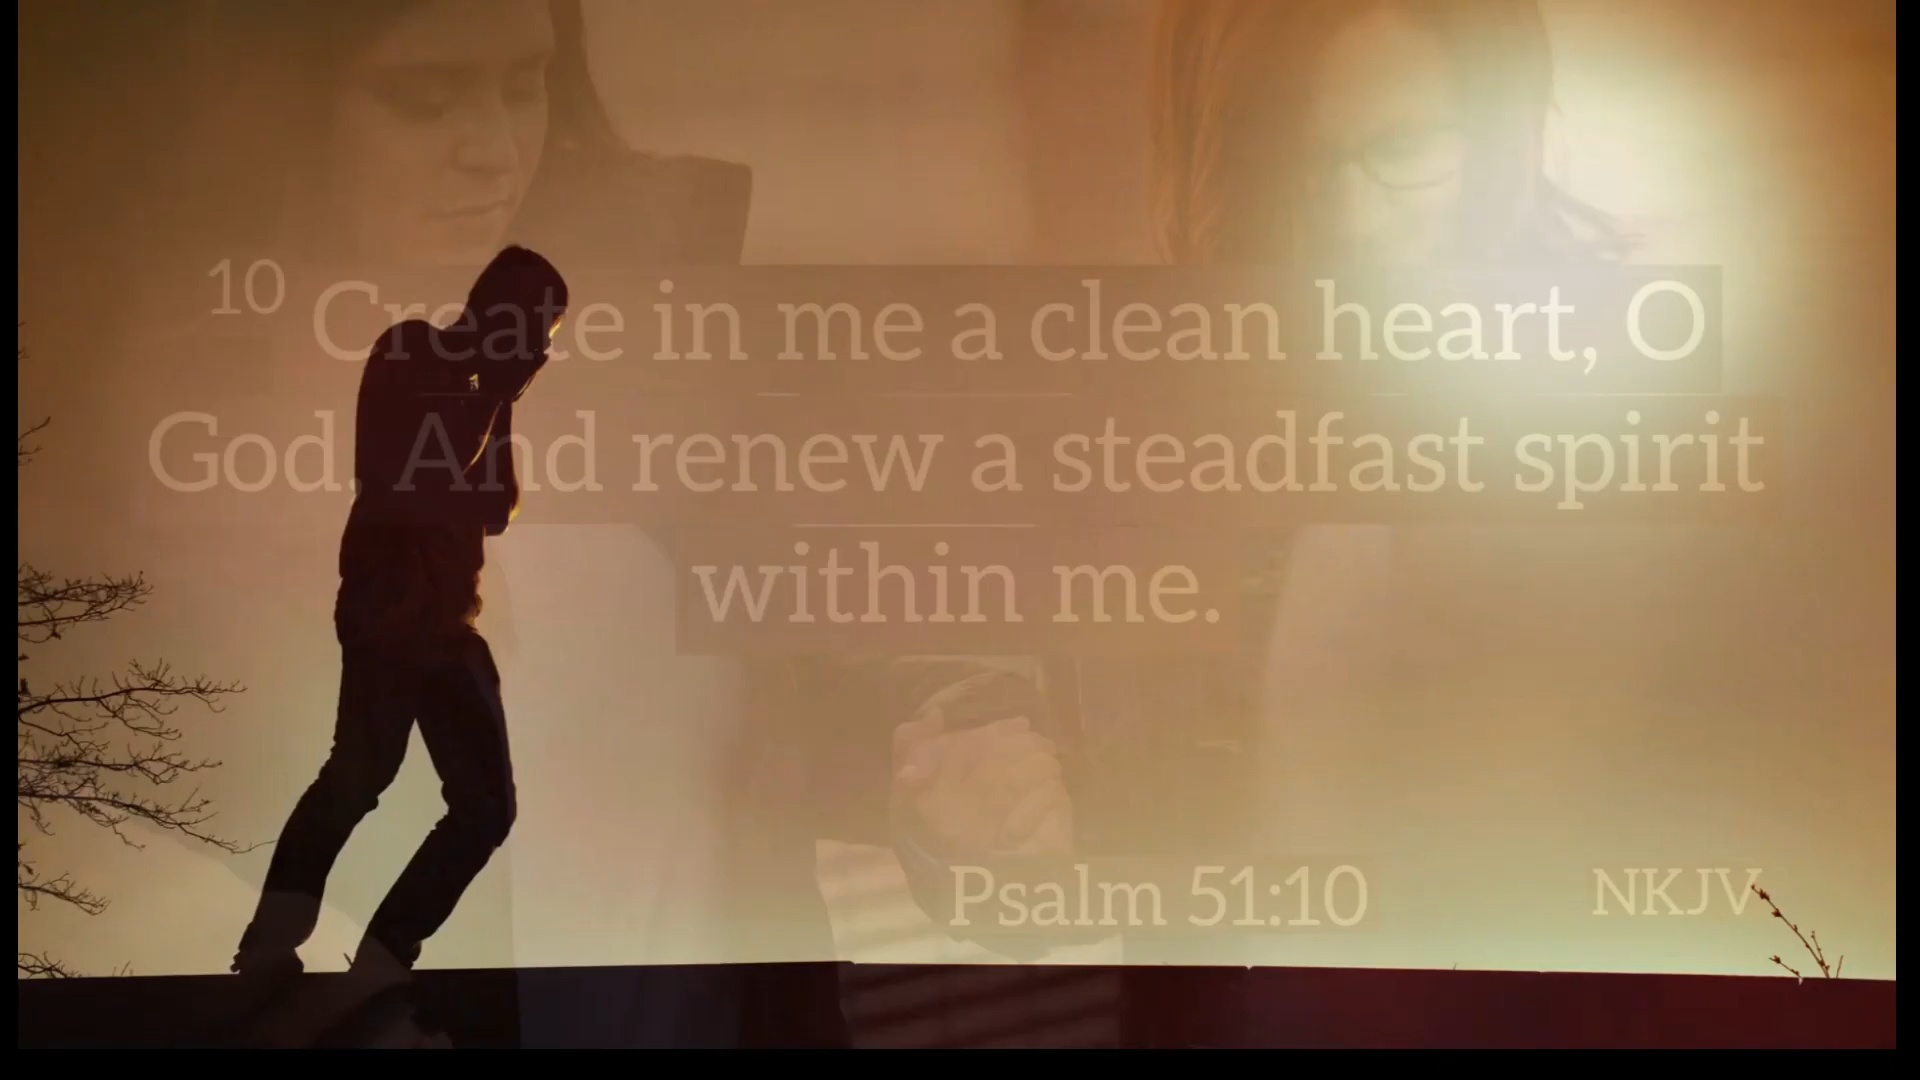 10 Create in me a clean heart, O
God, And renew a steadfast spirit
within me.
Psalm 51:10
NKJV